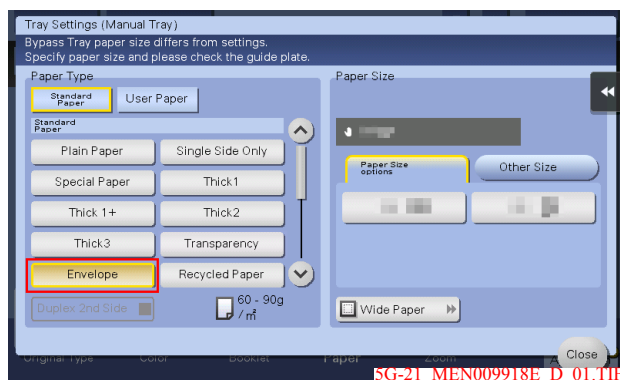 Tray Settings (Manual Tray)
Bypass Tray paper size differs from settings.
Specify paper size and please check the guide plate.
Paper Type
Paper Size
Standard
Paper
User Paper
Standard
Paper
Plain Paper
Single Side Only
Paper Size
options
Other Size
Special Paper
Thick1
Thick 1+
Thick2
Thick3
Transparency
Envelope
Recycled Paper
Duplex 2nd Side
60 - 90g
/㎡
Wide Paper
Close
Original Type
Color
Booklet
Paper
Zoom
5G-21_MEN009918E_D_01.TIF